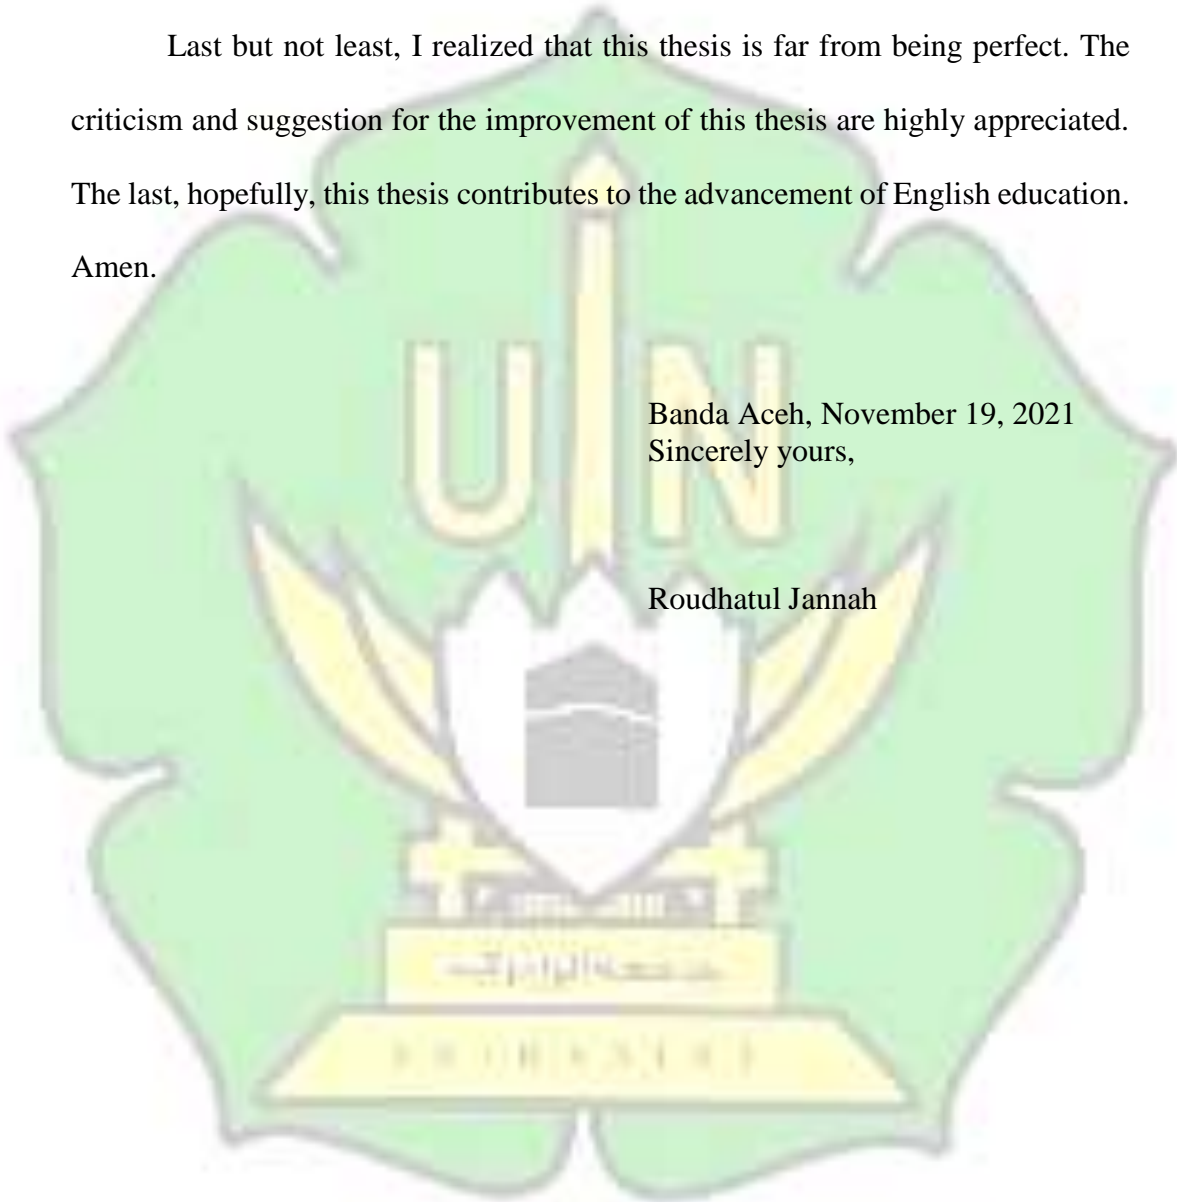 Last but not least, I realized that this thesis is far from being perfect. The
criticism and suggestion for the improvement of this thesis are highly appreciated.
The last, hopefully, this thesis contributes to the advancement of English education.
Amen.
UIN
Banda Aceh, November 19, 2021
Sincerely yours,
Roudhatul Jannah